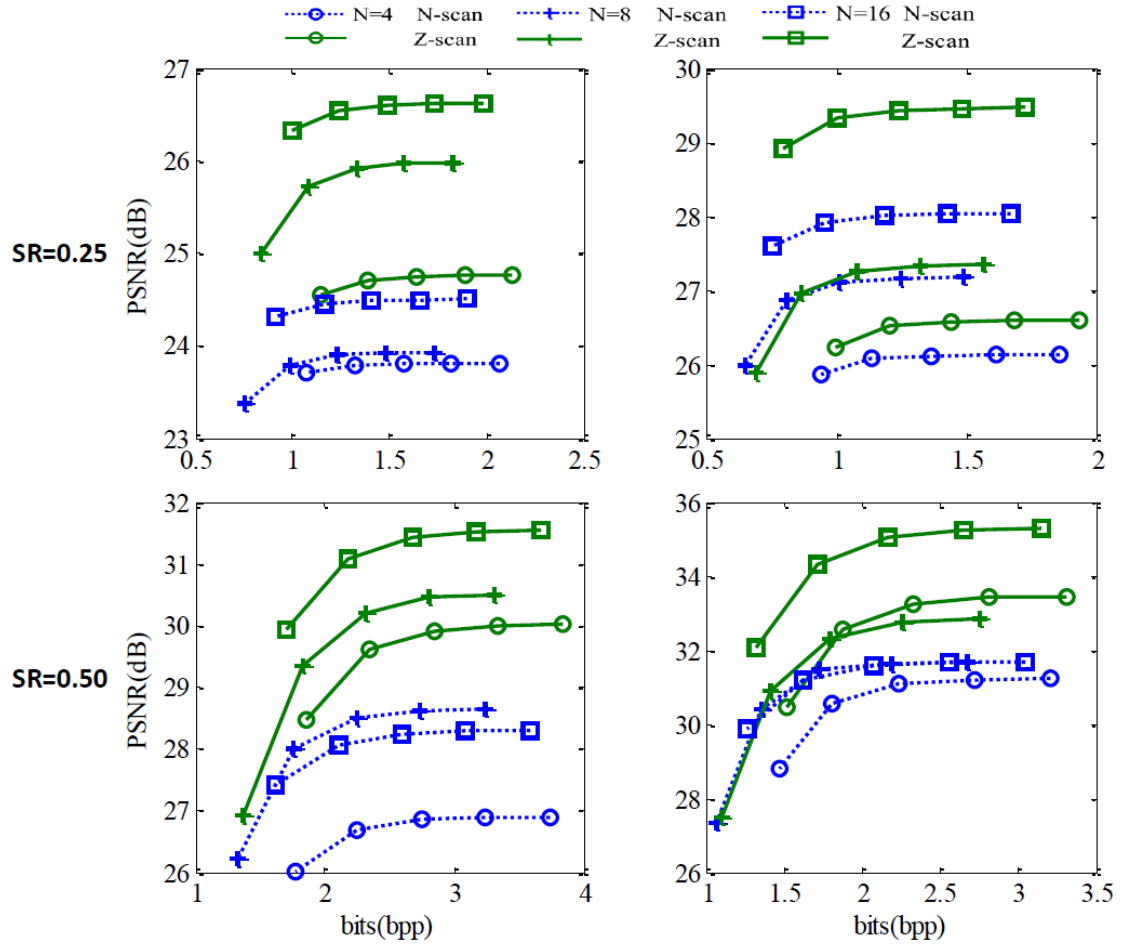 N=4 N-scan N=8 N-scan N=16 N-scan
Z-scan Z-scan Z-scan
27
26
25
24
23
0.5 1 1.5 2 2.5
PSNR(dB)
SR=0.25
30
29
28
27
26
25
0.5 1 1.5 2
32
31
30
29
28
27
26
1 2 3 4
PSNR(dB)
bits(bpp)
SR=0.50
36
34
32
30
28
26
1 1.5 2 2.5 3 3.5
bits(bpp)